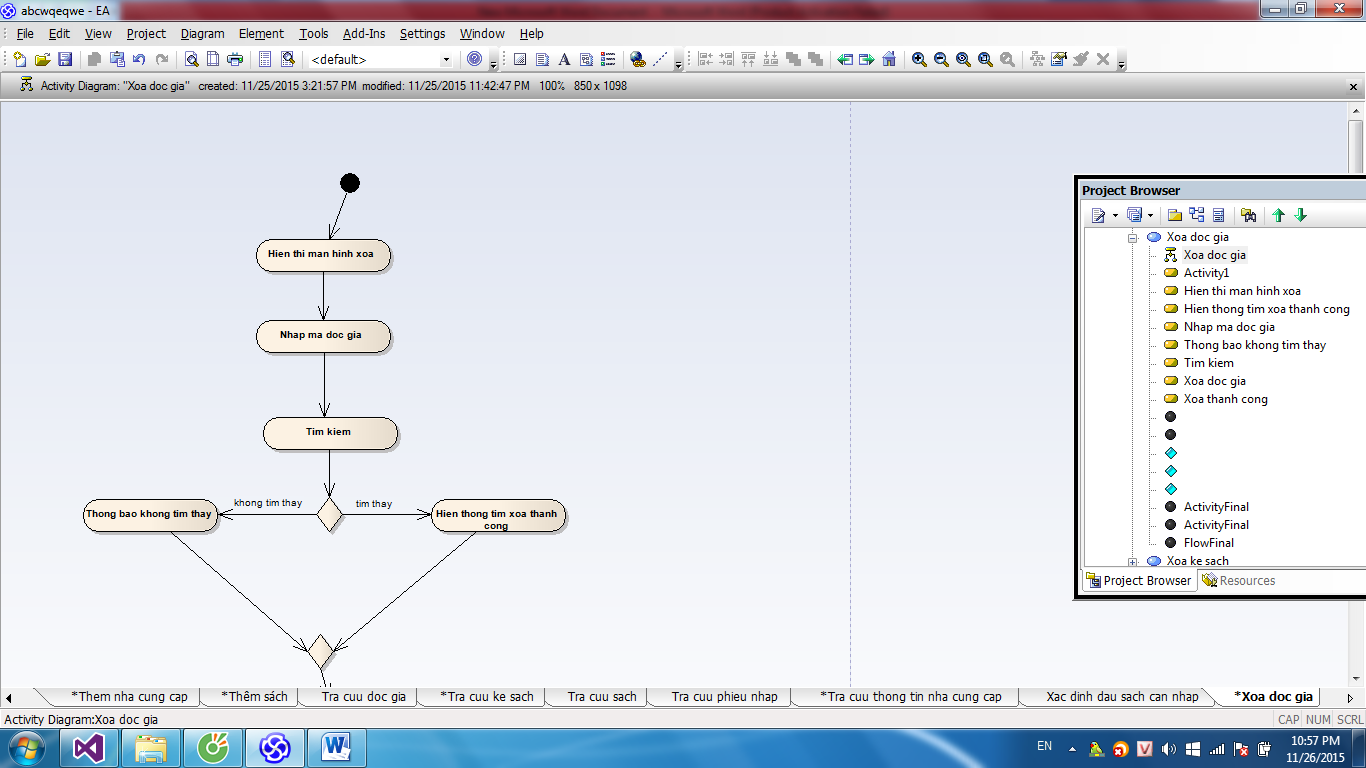 abcwqeqwe - EA
File Edit View Project Diagram Element Tools Add-Ins Settings Window Help
<default>
Activity Diagram: "Xoa doc gia" created: 11/25/2015 3:21:57 PM modified: 11/25/2015 11:42:47 PM 100% 850 x 1098
Hien thi man hinh xoa
Nhap ma doc gia
Tim kiem
khong tim thay
tim thay
Thong bao khong tim thay
Hien thong tim xoa thanh
cong
Project Browser
Xoa doc gia
Xoa doc gia
Activity1
Hien thi man hinh xoa
Hien thong tim xoa thanh cong
Nhap ma doc gia
Thong bao khong tim thay
Tim kiem
Xoa doc gia
Xoa thanh cong
ActivityFinal
ActivityFinal
FlowFinal
Xoa ke sach
Project Browser Resources
*Them nha cung cap *Thêm sách Tra cuu doc gia *Tra cuu ke sach Tra cuu sach Tra cuu phieu nhap *Tra cuu thong tin nha cung cap Xac dinh dau sach can nhap *Xoa doc gia
Activity Diagram:Xoa doc gia CAP NUM SCRL
EN
10:57 PM
11/26/2015